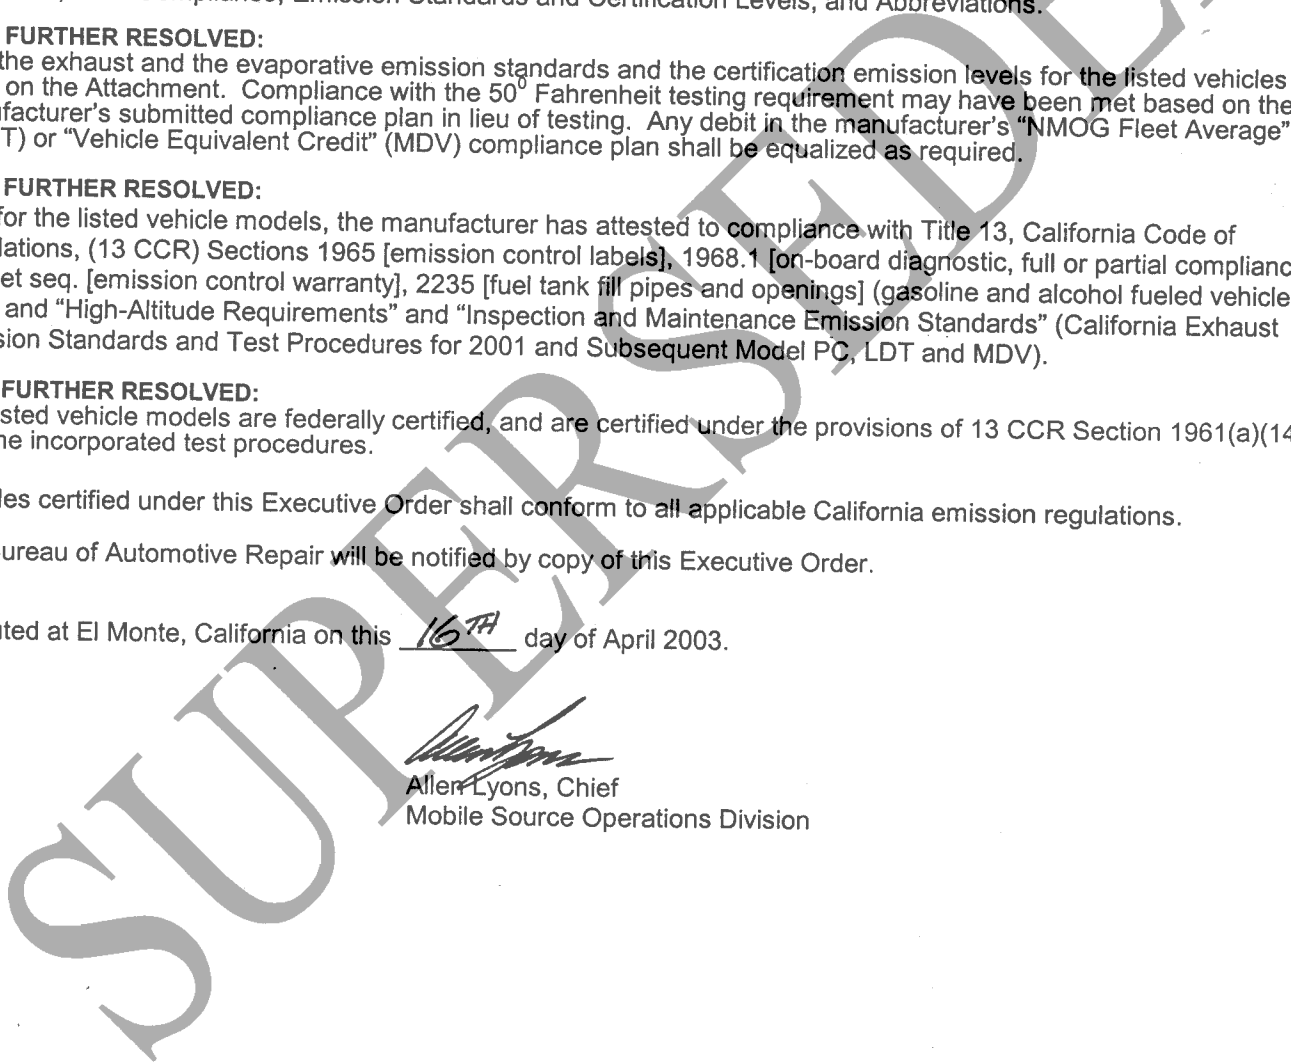 Emission Standards and Certification Levels, and Abbreviations.
FURTHER RESOLVED:
the exhaust and the evaporative emission standards and the certification emission levels for the listed vehicles
on the Attachment. Compliance with the 50⁰ Fahrenheit testing requirement may have been met based on the
ufacturer's submitted compliance plan in lieu of testing. Any debit in the manufacturer's “NMOG Fleet Average”
T) or “Vehicle Equivalent Credit” (MDV) compliance plan shall be equalized as required.
FURTHER RESOLVED:
for the listed vehicle models, the manufacturer has attested to compliance with Title 13, California Code of
lations, (13 CCR) Sections 1965 [emission control labels], 1968.1 [on-board diagnostic, full or partial complianc
et seq. [emission control warranty], 2235 [fuel tank fill pipes and openings] (gasoline and alcohol fueled vehicle
and “High-Altitude Requirements” and “Inspection and Maintenance Emission Standards” (California Exhaust
sion Standards and Test Procedures for 2001 and Subsequent Model PC, LDT and MDV).
FURTHER RESOLVED:
sted vehicle models are federally certified, and are certified under the provisions of 13 CCR Section 1961(a)(14
he incorporated test procedures.
les certified under this Executive Order shall conform to all applicable California emission regulations.
ureau of Automotive Repair will be notified by copy of this Executive Order.
uted at El Monte, California on this 16TH day of April 2003.
Allen Lyons, Chief
Mobile Source Operations Division
SUPERSEDE